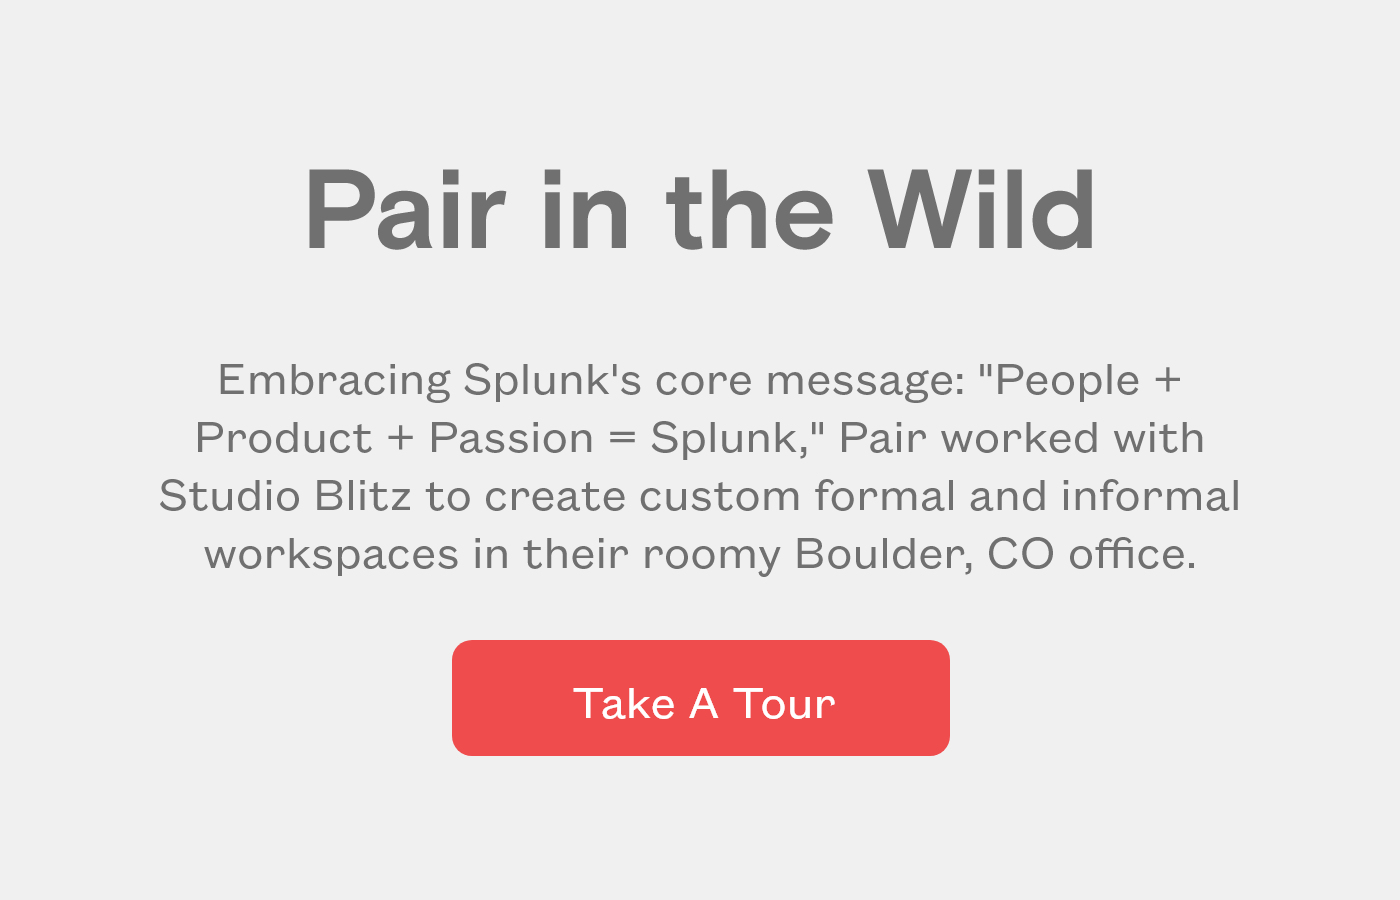 Pair in the Wild
Embracing Splunk's core message: "People +
Product + Passion = Splunk," Pair worked with
Studio Blitz to create custom formal and informal
workspaces in their roomy Boulder, CO office.
Take A Tour